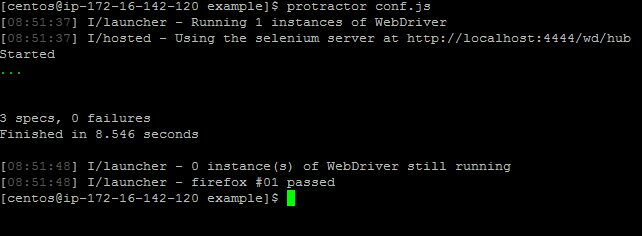 [centos@ip-172-16-142-120 example]$ protractor conf.js
[08:51:37] I/launcher - Running 1 instances of WebDriver
[08:51:37] I/hosted - Using the selenium server at http://localhost:4444/wd/hub
Started
...
3 specs, 0 failures
Finished in 8.546 seconds
[08:51:48] I/launcher - 0 instance(s) of WebDriver still running
[08:51:48] I/launcher - firefox #01 passed
[centos@ip-172-16-142-120 example]$